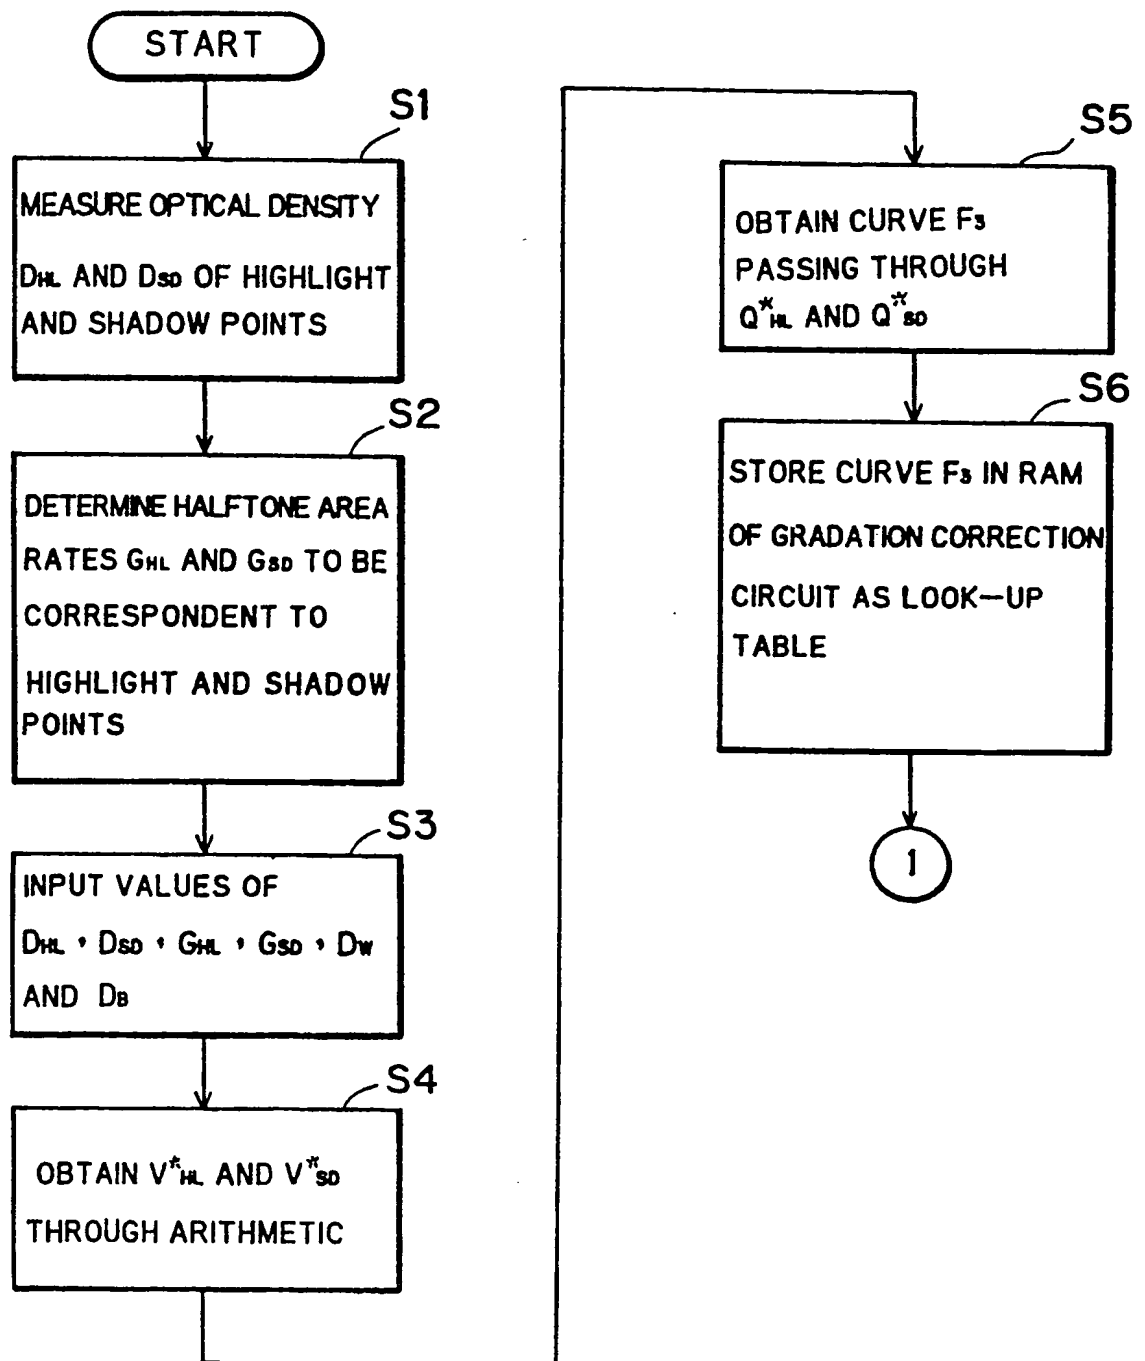 START
S1
MEASURE OPTICAL DENSITY
DHL AND DSD OF HIGHLIGHT
AND SHADOW POINTS
S2
DETERMINE HALFTONE AREA
RATES GHL AND GSD TO BE
CORRESPONDENT TO
HIGHLIGHT AND SHADOW
POINTS
S3
INPUT VALUES OF
DHL , DSD , GHL , GSD , DW
AND DB
S4
OBTAIN V*HL AND V*SD
THROUGH ARITHMETIC
S5
OBTAIN CURVE F3
PASSING THROUGH
Q*HL AND Q*SD
S6
STORE CURVE F3 IN RAM
OF GRADATION CORRECTION
CIRCUIT AS LOOK-UP
TABLE
1